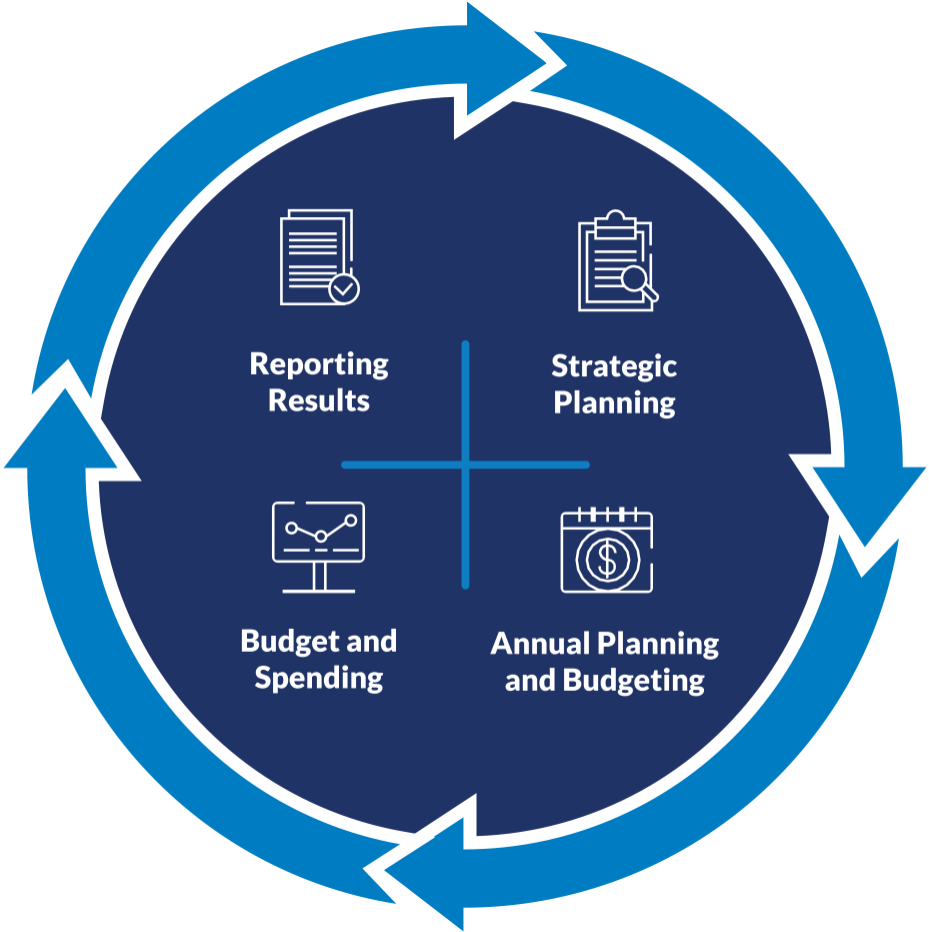 Reporting
Results
Strategic
Planning
Budget and
Spending
$
Annual Planning
and Budgeting